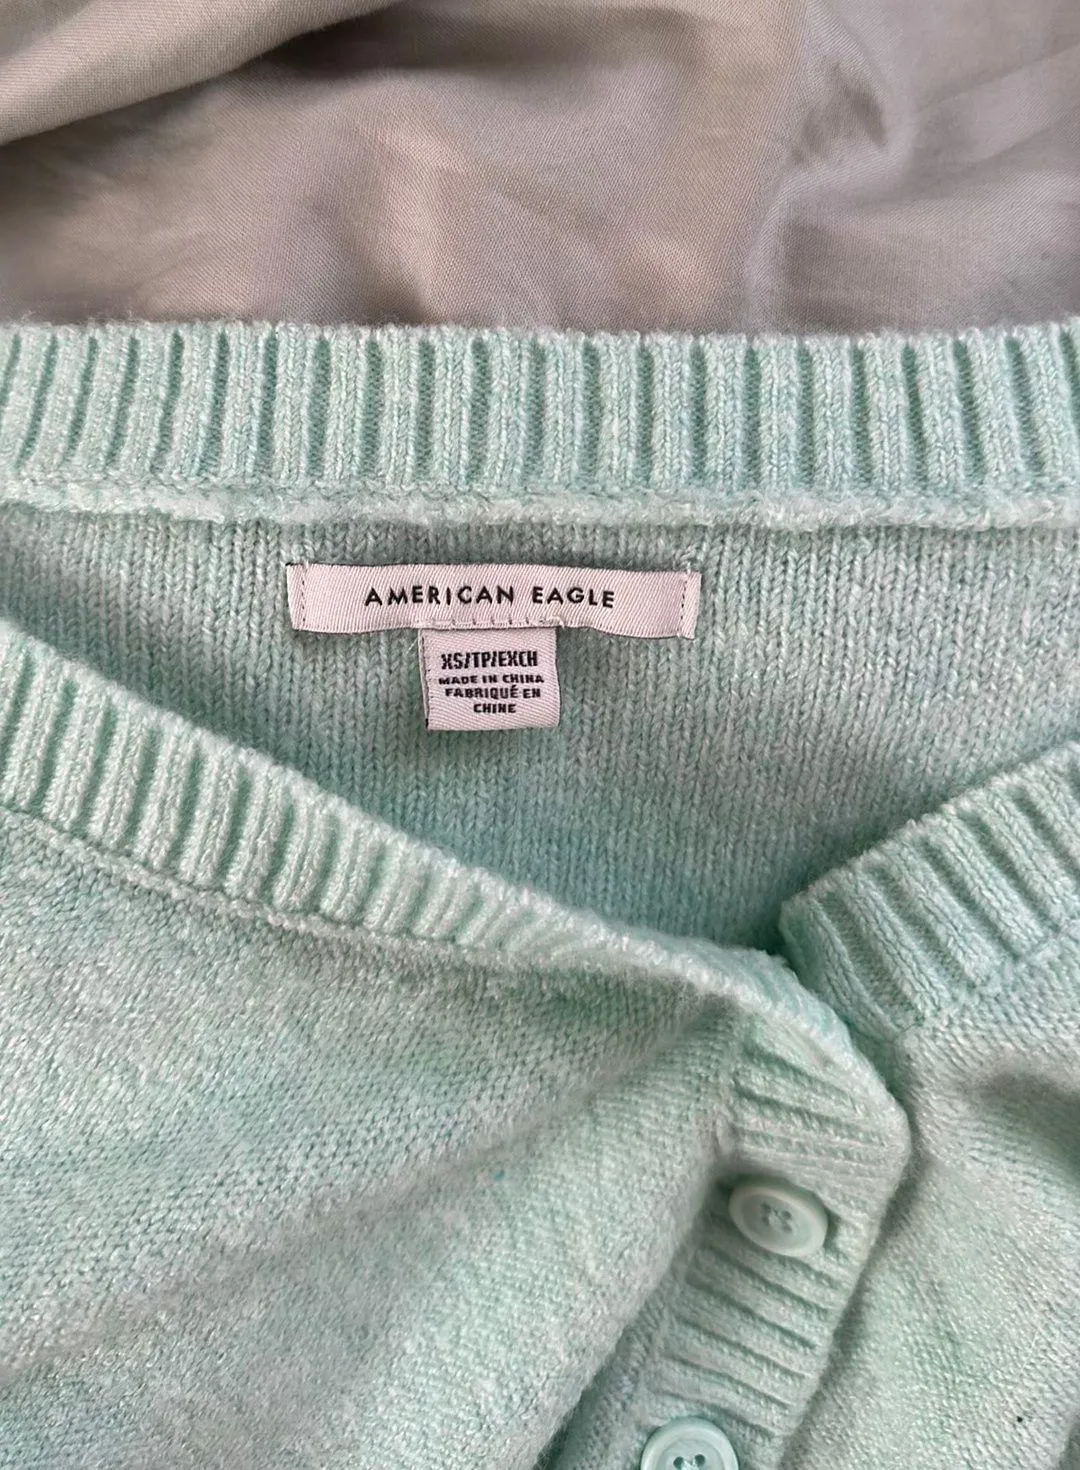 AMERICAN EAGLE
XS/TP/EXCH
MADE IN CHINA
FABRIQUÉ EN
CHINE